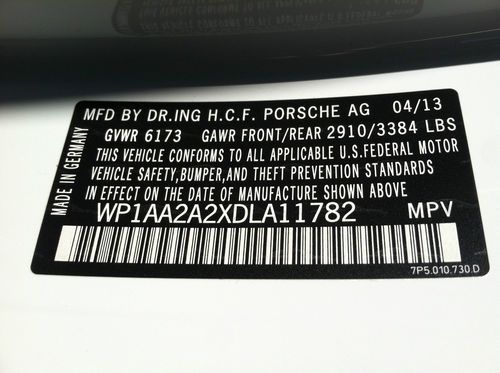 MFD BY DR.ING H.C.F. PORSCHE AG 04/13
GVWR 6173 GAWR FRONT/REAR 2910/3384 LBS
THIS VEHICLE CONFORMS TO ALL APPLICABLE U.S.FEDERAL MOTOR
VEHICLE SAFETY, BUMPER, AND THEFT PREVENTION STANDARDS
IN EFFECT ON THE DATE OF MANUFACTURE SHOWN ABOVE
WP1AA2A2XDLA11782 MPV
7P5.010.730.D
MADE IN GERMANY